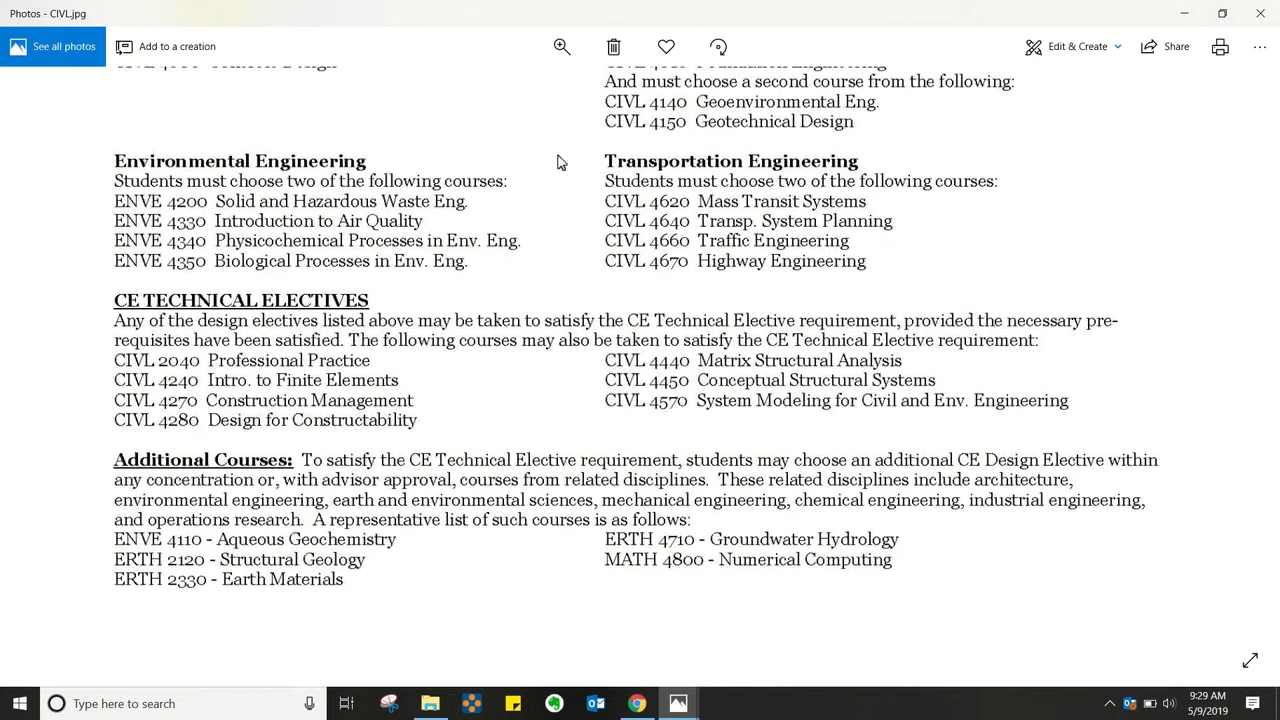 Photos - CIVL.jpg
See all photos
Add to a creation
Edit & Create
Share
And must choose a second course from the following:
CIVL 4140 Geoenvironmental Eng.
CIVL 4150 Geotechnical Design
Environmental Engineering
Students must choose two of the following courses:
ENVE 4200 Solid and Hazardous Waste Eng.
ENVE 4330 Introduction to Air Quality
ENVE 4340 Physicochemical Processes in Env. Eng.
ENVE 4350 Biological Processes in Env. Eng.
Transportation Engineering
Students must choose two of the following courses:
CIVL 4620 Mass Transit Systems
CIVL 4640 Transp. System Planning
CIVL 4660 Traffic Engineering
CIVL 4670 Highway Engineering
CE TECHNICAL ELECTIVES
Any of the design electives listed above may be taken to satisfy the CE Technical Elective requirement, provided the necessary pre-
requisites have been satisfied. The following courses may also be taken to satisfy the CE Technical Elective requirement:
CIVL 2040 Professional Practice
CIVL 4240 Intro. to Finite Elements
CIVL 4270 Construction Management
CIVL 4280 Design for Constructability
CIVL 4440 Matrix Structural Analysis
CIVL 4450 Conceptual Structural Systems
CIVL 4570 System Modeling for Civil and Env. Engineering
Additional Courses: To satisfy the CE Technical Elective requirement, students may choose an additional CE Design Elective within
any concentration or, with advisor approval, courses from related disciplines. These related disciplines include architecture,
environmental engineering, earth and environmental sciences, mechanical engineering, chemical engineering, industrial engineering,
and operations research. A representative list of such courses is as follows:
ENVE 4110 - Aqueous Geochemistry
ERTH 2120 - Structural Geology
ERTH 2330 - Earth Materials
ERTH 4710 - Groundwater Hydrology
MATH 4800 - Numerical Computing
Type here to search
9:29 AM
5/9/2019